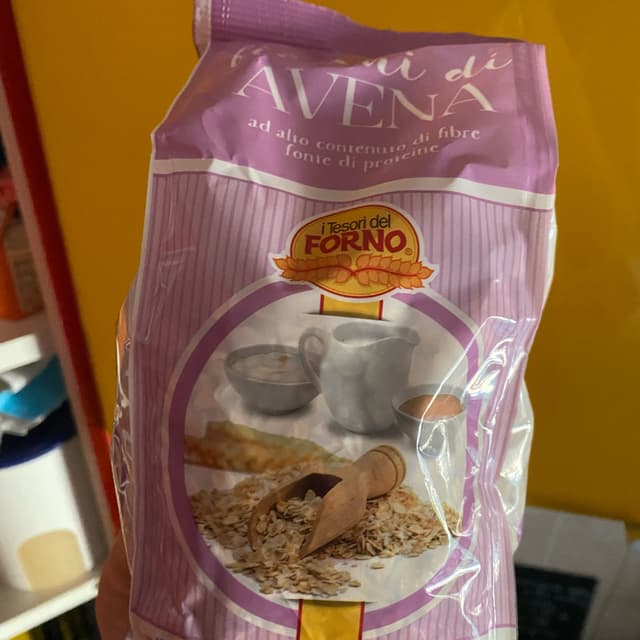 di
AVENA
ad alto contenuto di fibre
fonte di proteine
i Tesori del
FORNO